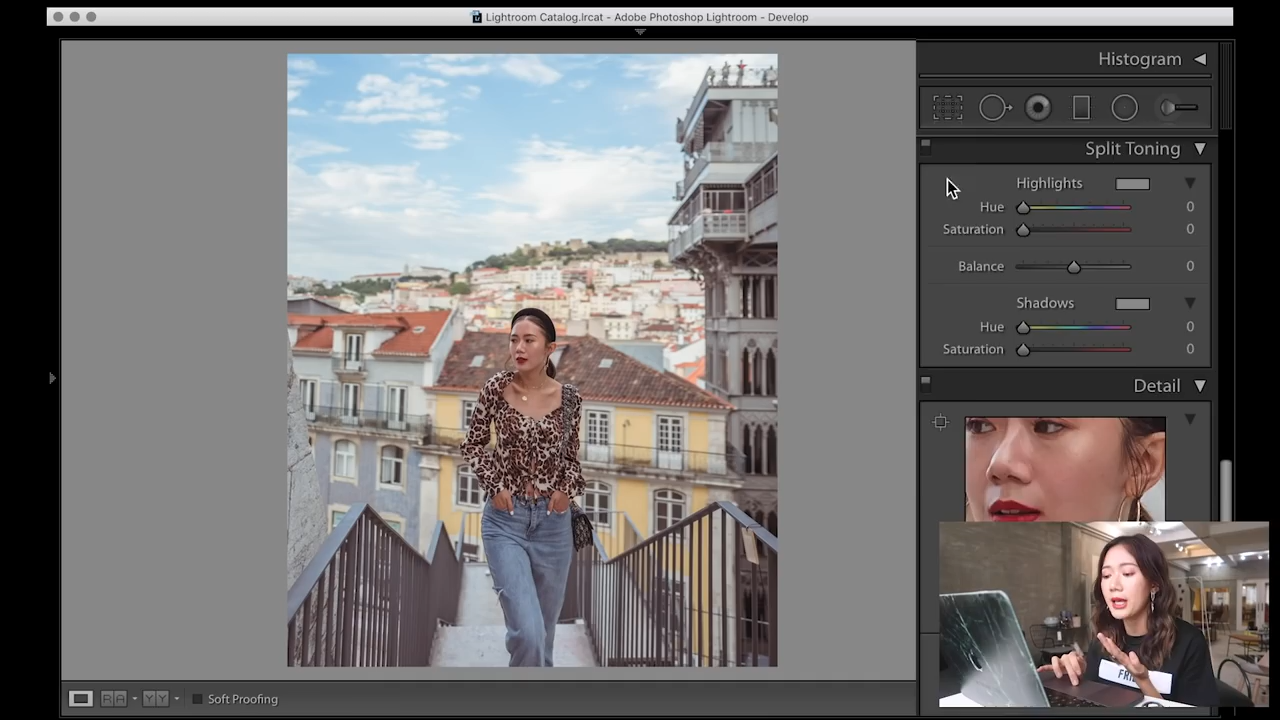 Lightroom Catalog.lrcat - Adobe Photoshop Lightroom - Develop
Histogram
Split Toning
Highlights
Hue 0
Saturation 0
Balance 0
Shadows
Hue 0
Saturation 0
Detail
R A
Y Y
Soft Proofing